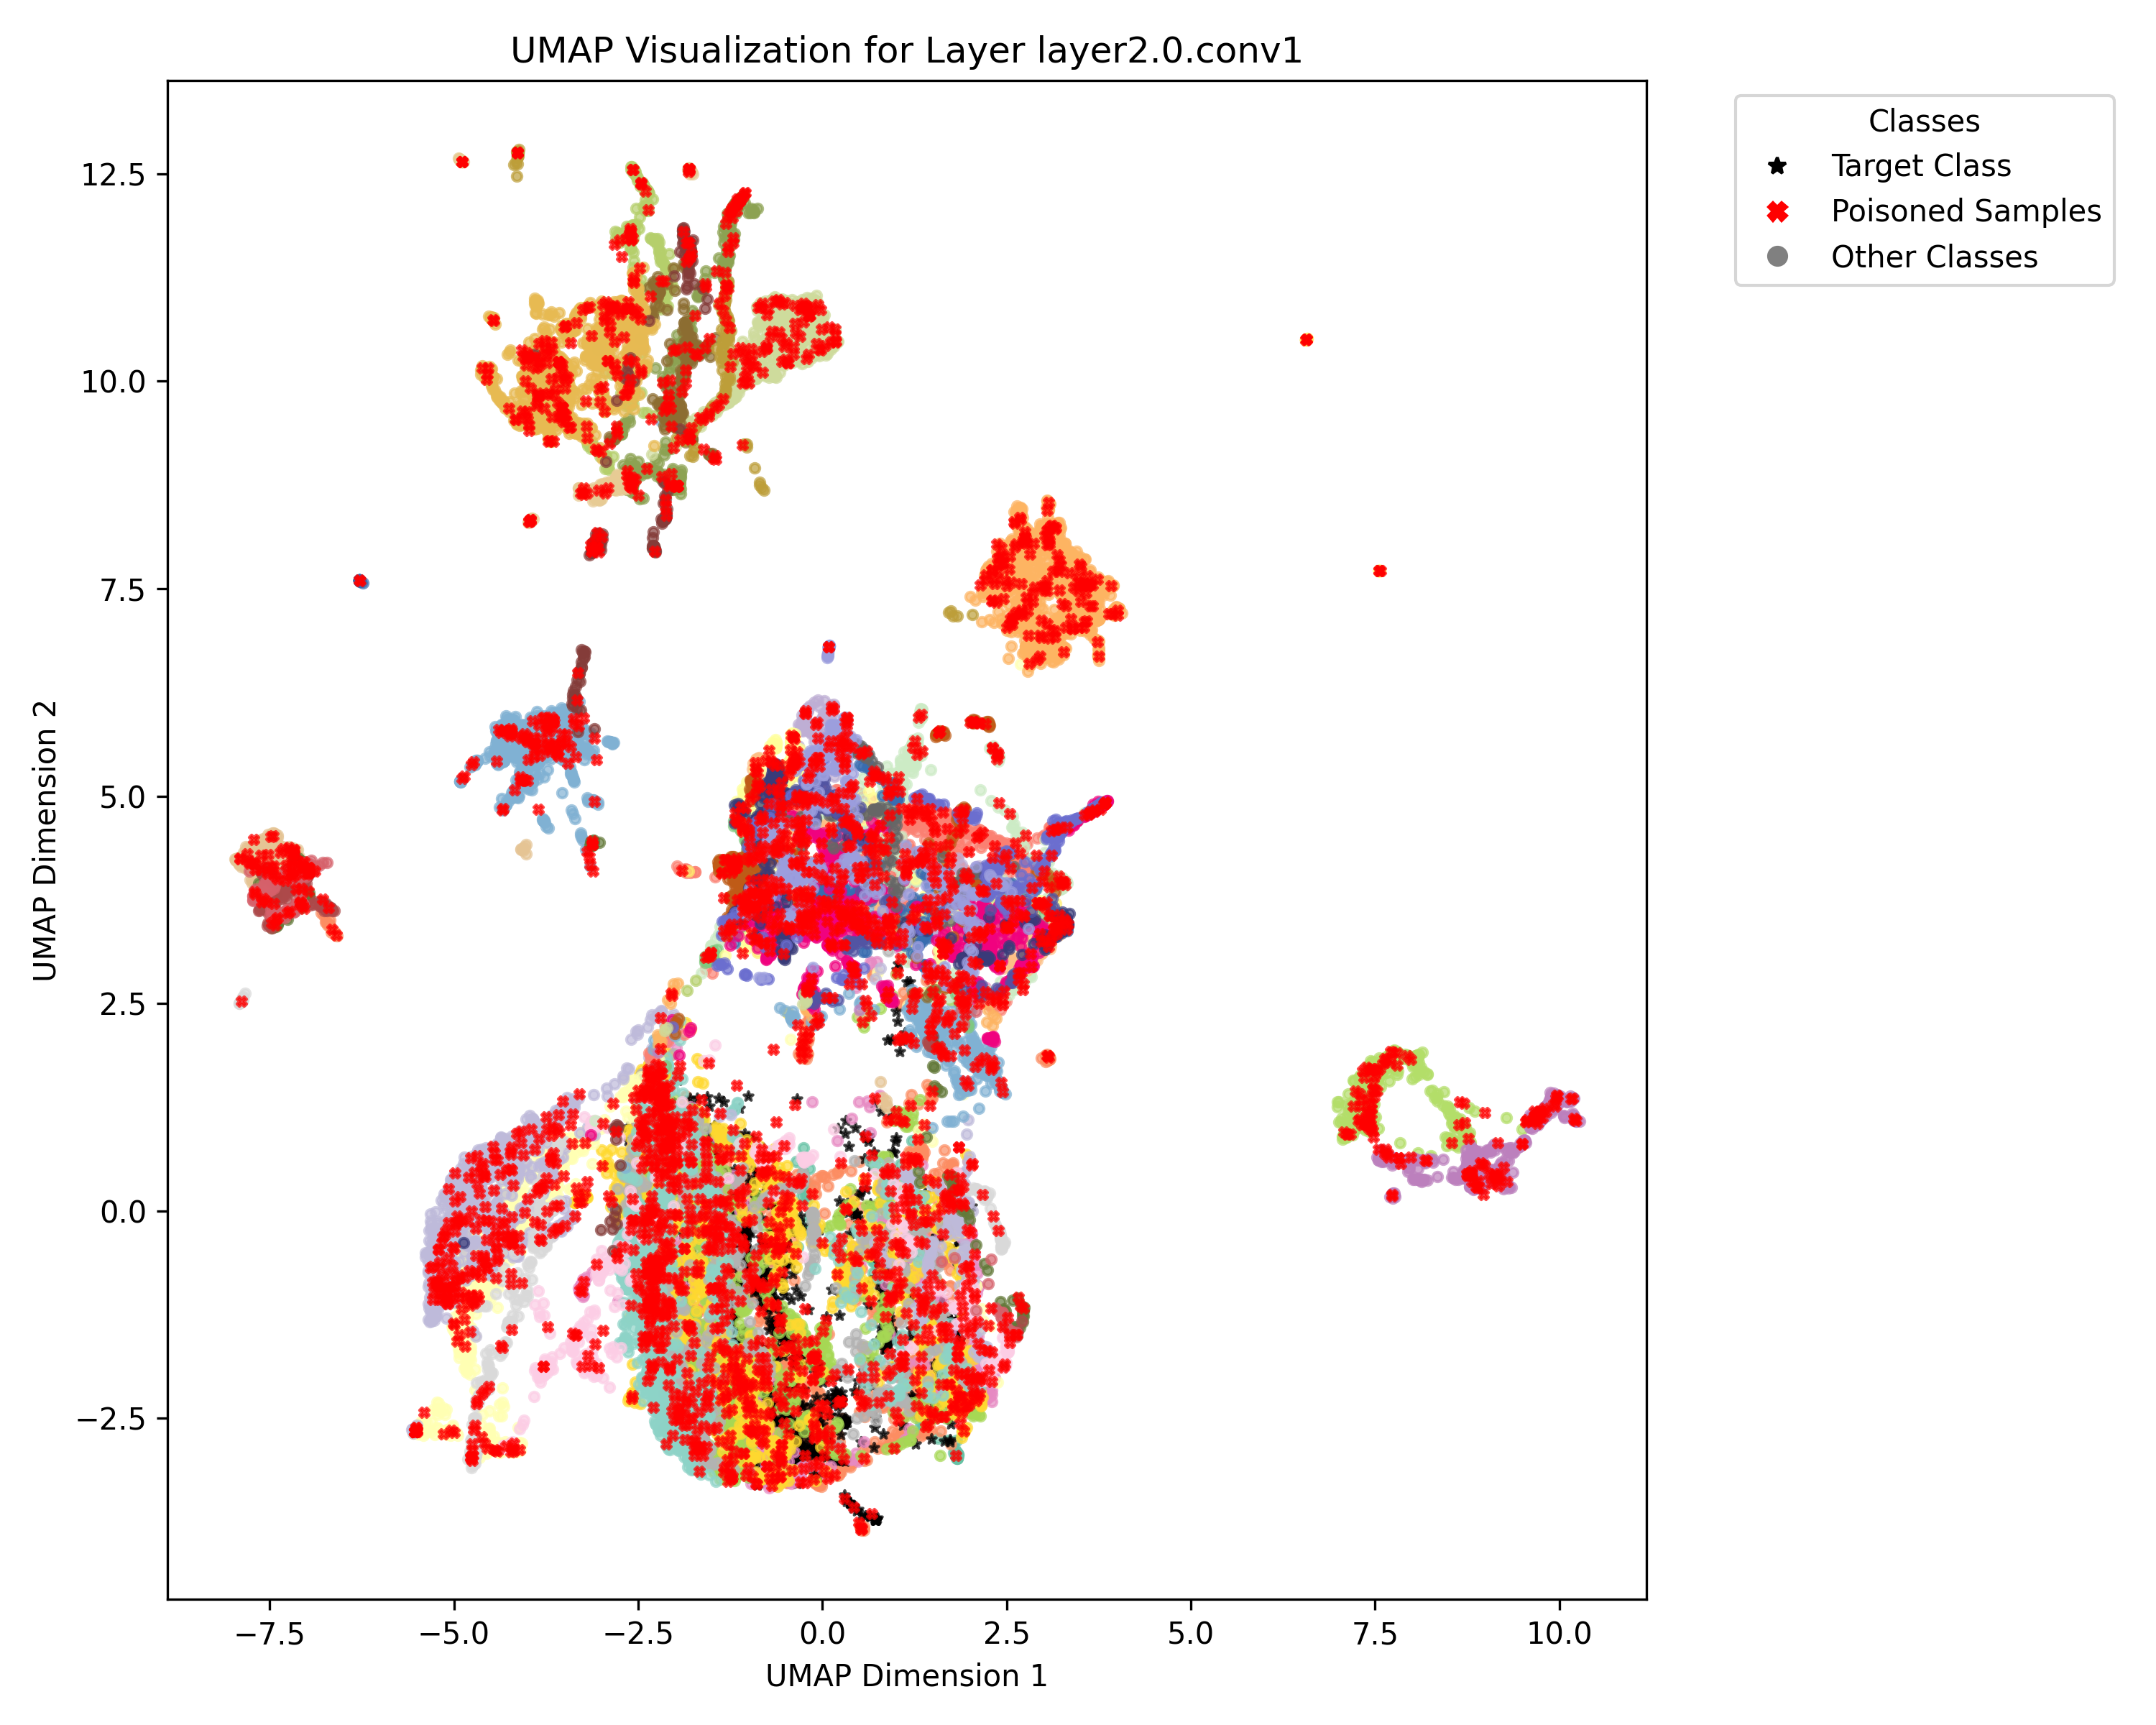 UMAP Visualization for Layer layer2.0.conv1
Classes
Target Class
Poisoned Samples
Other Classes
UMAP Dimension 2
12.5
10.0
7.5
5.0
2.5
0.0
−2.5
−7.5
−5.0
−2.5
0.0
2.5
5.0
7.5
10.0
UMAP Dimension 1